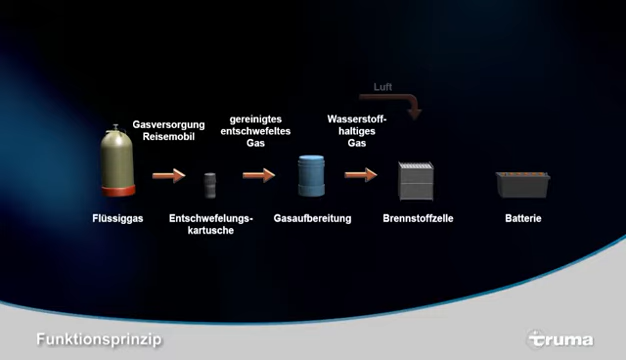 Luft
Gasversorgung
Reisemobil
gereinigtes
entschwefeltes
Gas
Wasserstoff-
haltiges
Gas
Flüssiggas
Entschwefelungs-
kartusche
Gasaufbereitung
Brennstoffzelle
Batterie
Funktionsprinzip
truma